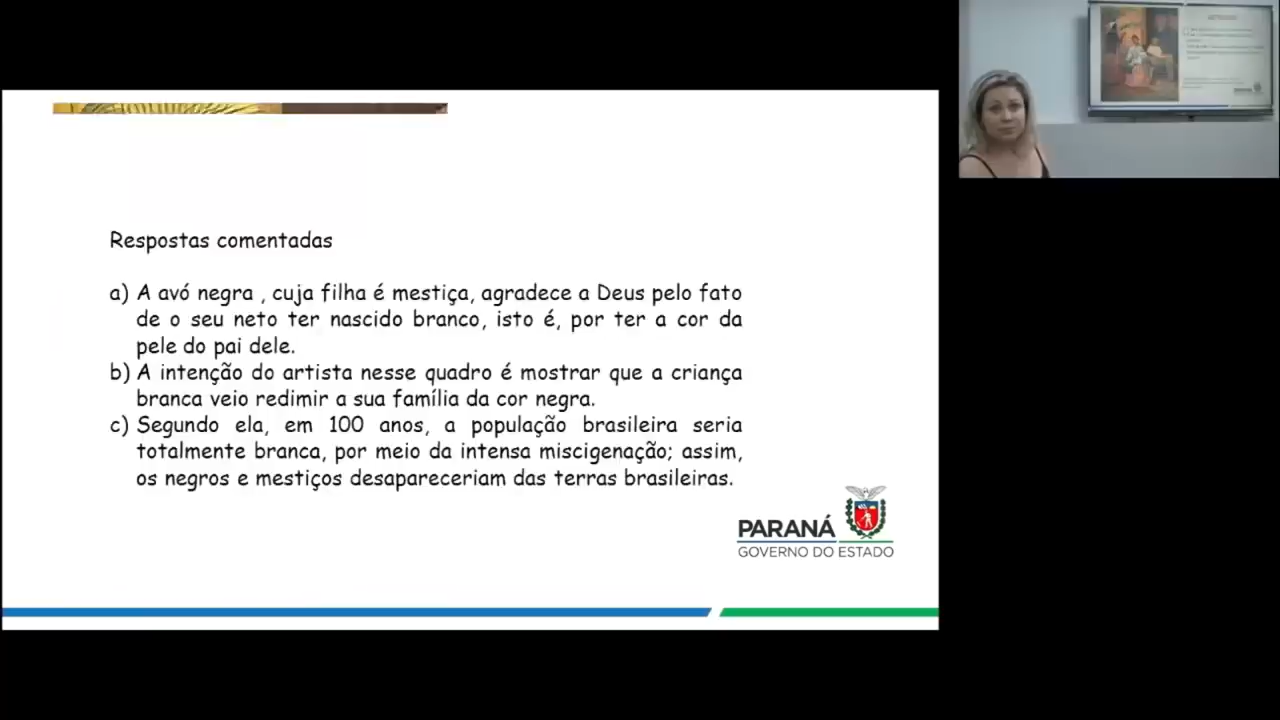 Respostas comentadas
a) A avó negra , cuja filha é mestiça, agradece a Deus pelo fato
de o seu neto ter nascido branco, isto é, por ter a cor da
pele do pai dele.
b) A intenção do artista nesse quadro é mostrar que a criança
branca veio redimir a sua família da cor negra.
c) Segundo ela, em 100 anos, a população brasileira seria
totalmente branca, por meio da intensa miscigenação; assim,
os negros e mestiços desapareceriam das terras brasileiras.
PARANÁ
GOVERNO DO ESTADO